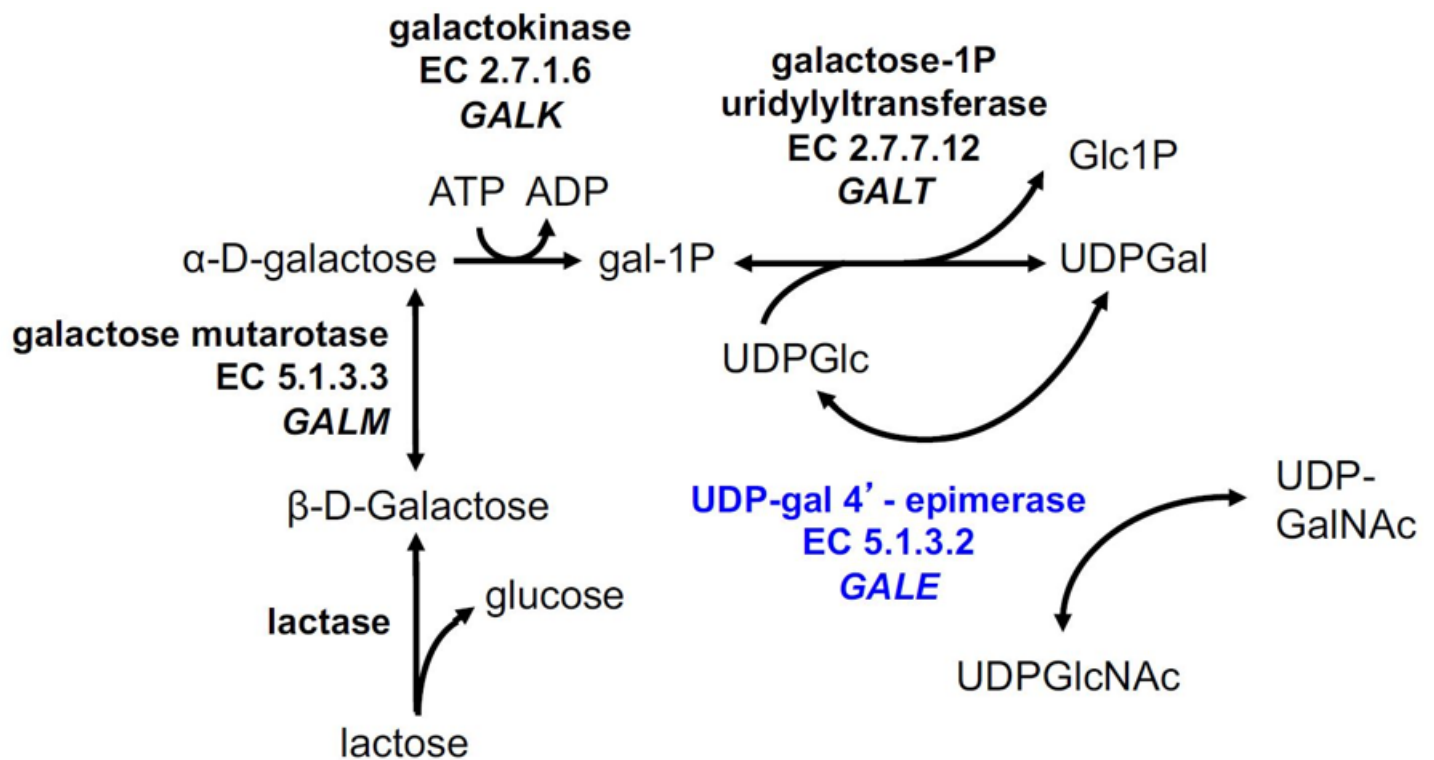 galactokinase
EC 2.7.1.6
GALK
galactose-1P
uridylyltransferase
EC 2.7.7.12
GALT
Glc1P
ATP ADP
α-D-galactose
gal-1P
UDPGal
galactose mutarotase
EC 5.1.3.3
GALM
UDPGlc
β-D-Galactose
UDP-gal 4′ - epimerase
EC 5.1.3.2
GALE
UDP-
GalNAc
glucose
lactase
UDPGlcNAc
lactose